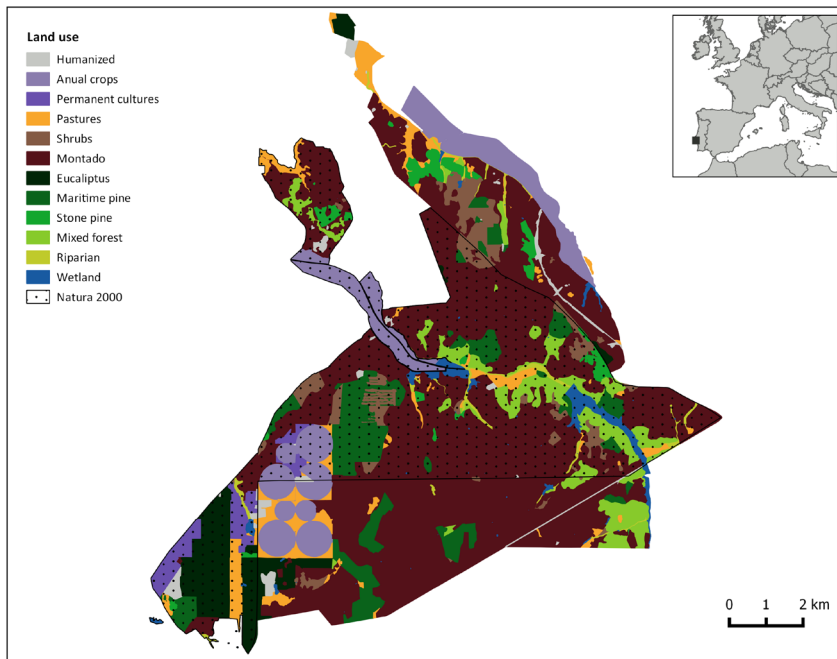 Land use
Humanized
Anual crops
Permanent cultures
Pastures
Shrubs
Montado
Eucaliptus
Maritime pine
Stone pine
Mixed forest
Riparian
Wetland
Natura 2000
0 1 2 km